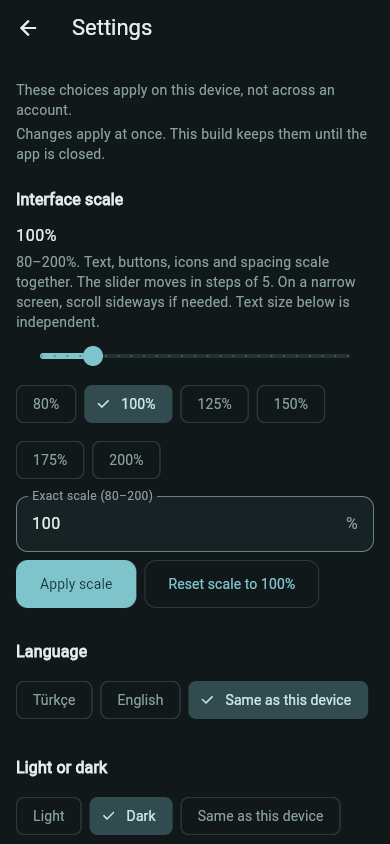 Settings
These choices apply on this device, not across an
account.
Changes apply at once. This build keeps them until the
app is closed.
Interface scale
100%
80–200%. Text, buttons, icons and spacing scale
together. The slider moves in steps of 5. On a narrow
screen, scroll sideways if needed. Text size below is
independent.
80% 100% 125% 150%
175% 200%
Exact scale (80–200)
100 %
Apply scale Reset scale to 100%
Language
Türkçe English Same as this device
Light or dark
Light Dark Same as this device